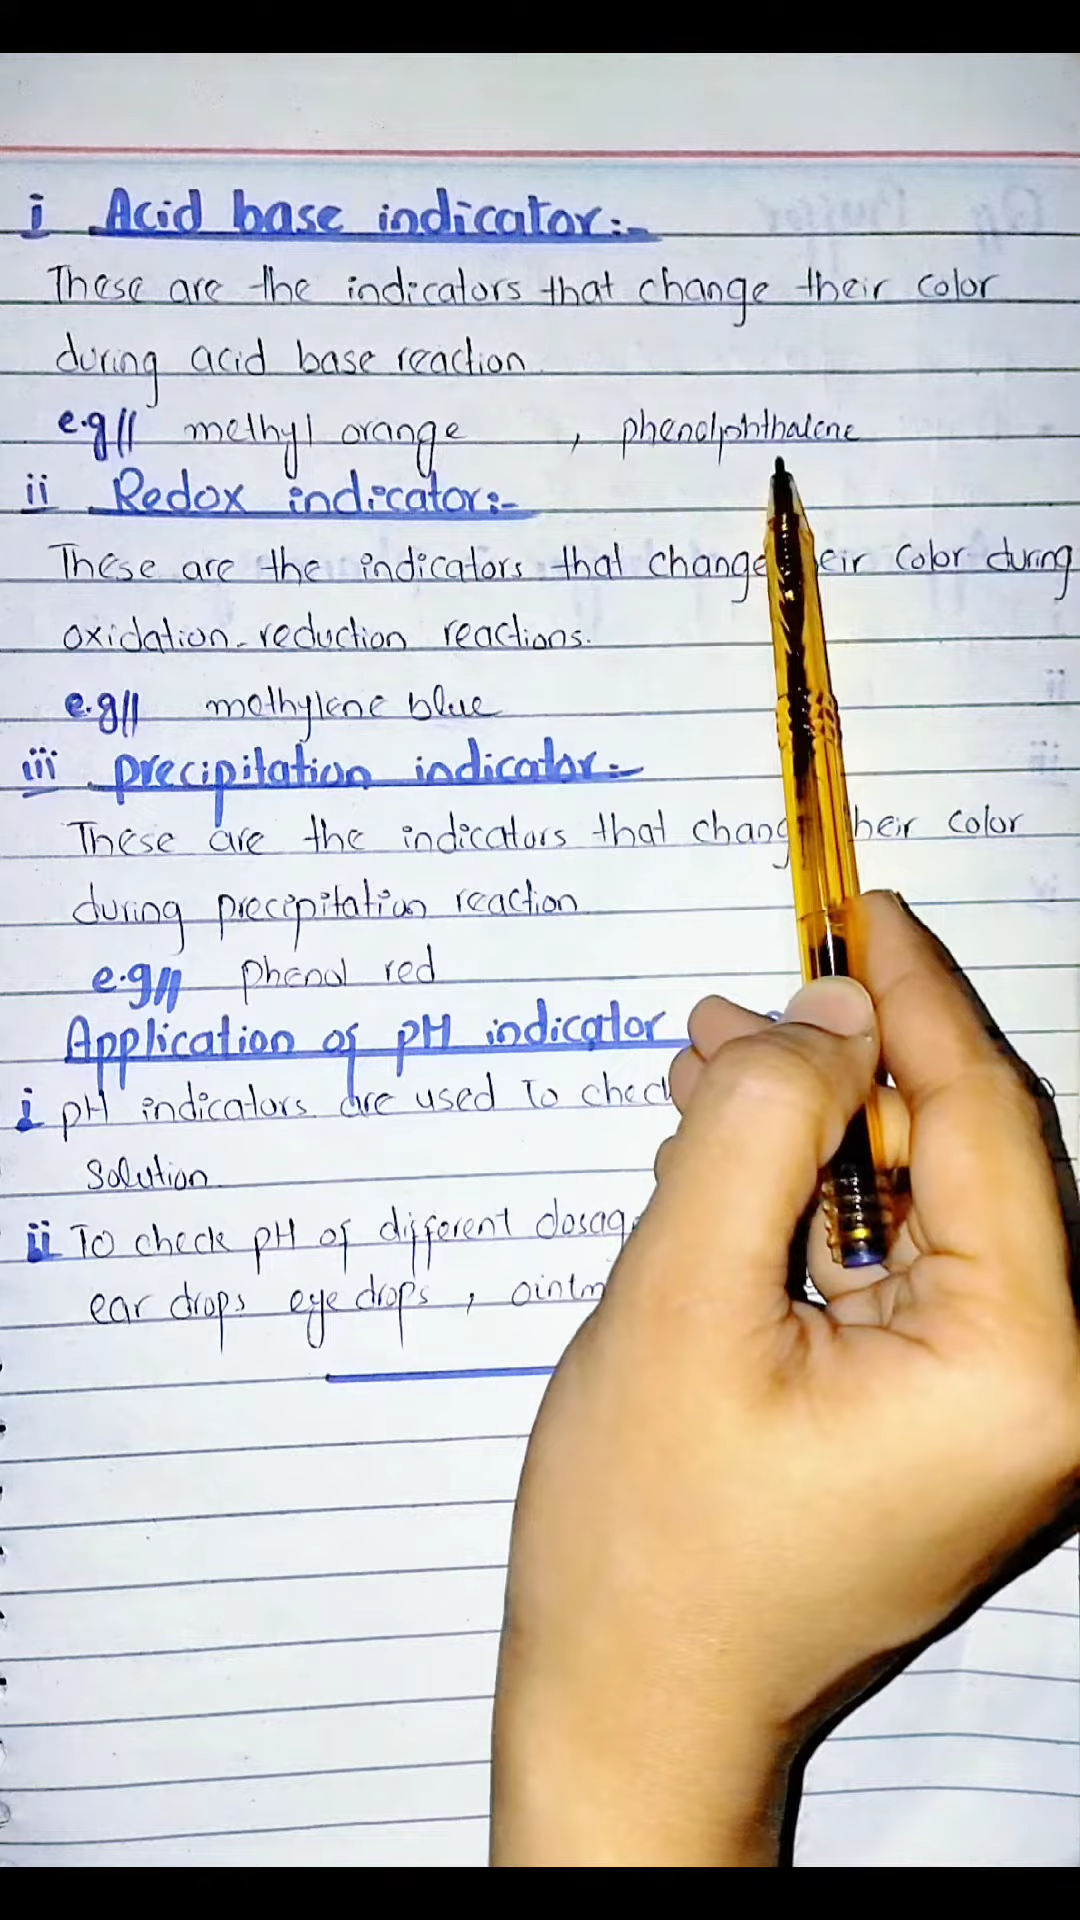 i Acid base indicator:-
These are the indicators that change their color
during acid base reaction
e.g// methyl orange , phenolphthalene
ii Redox indicator:-
These are the indicators that change eir color during
oxidation-reduction reactions.
e.g// methylene blue
iii precipitation indicator:-
These are the indicators that chang heir color
during precipitation reaction
e.g// phenol red
Application of pH indicator
i pH indicators are used to check
solution
ii To check pH of different dosage
ear drops eye drops , ointm